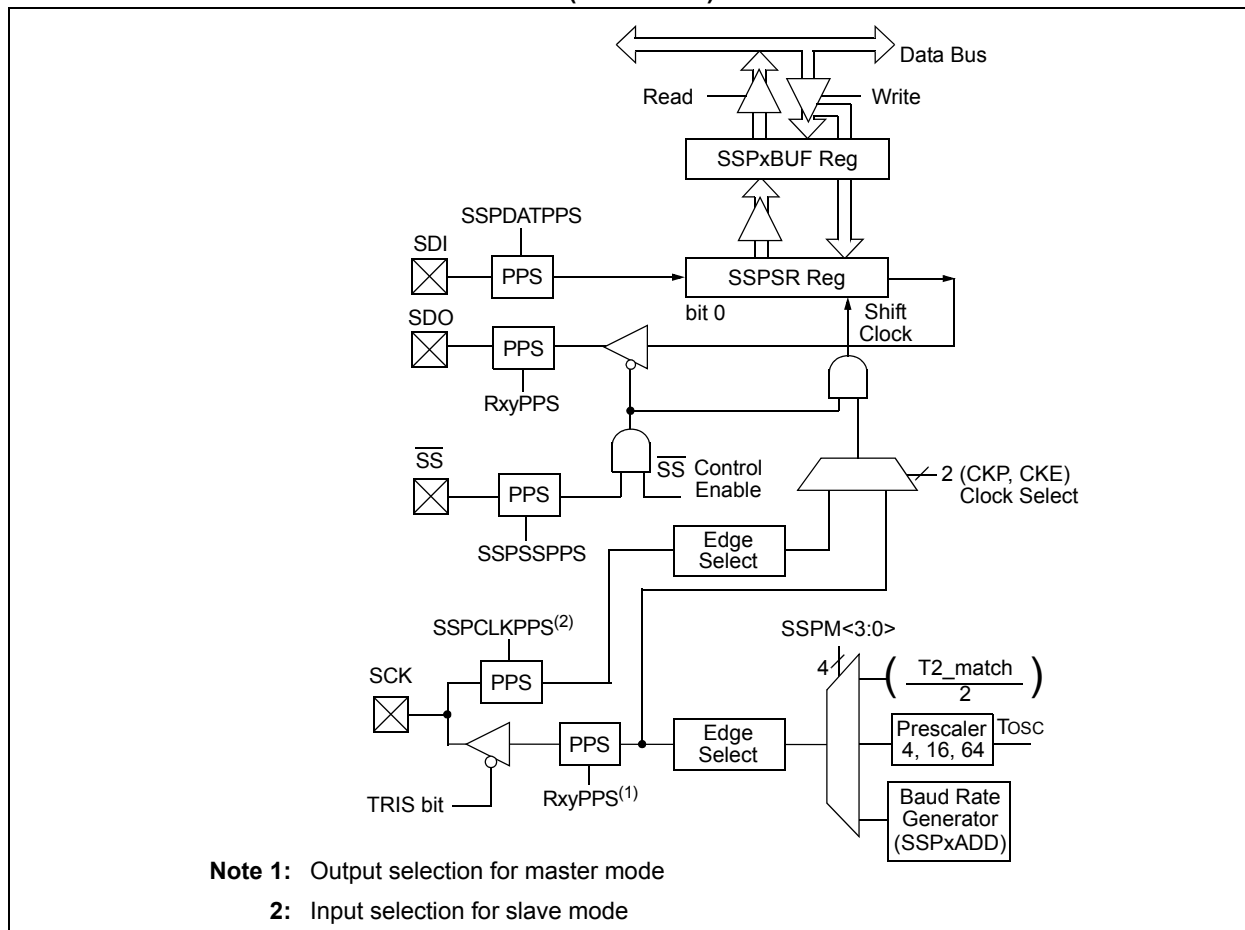 Data Bus
Read
Write
SSPxBUF Reg
SSPDATPPS
SDI
PPS
SSPSR Reg
bit 0
Shift
Clock
SDO
PPS
RxyPPS
SS
PPS
SS Control
Enable
2 (CKP, CKE)
Clock Select
SSPSSPPS
Edge
Select
SSPCLKPPS(2)
SSPM<3:0>
4
SCK
PPS
( T2_match )
2
PPS
Edge
Select
Prescaler
4, 16, 64
TOSC
TRIS bit
RxyPPS(1)
Baud Rate
Generator
(SSPxADD)
Note 1: Output selection for master mode
2: Input selection for slave mode